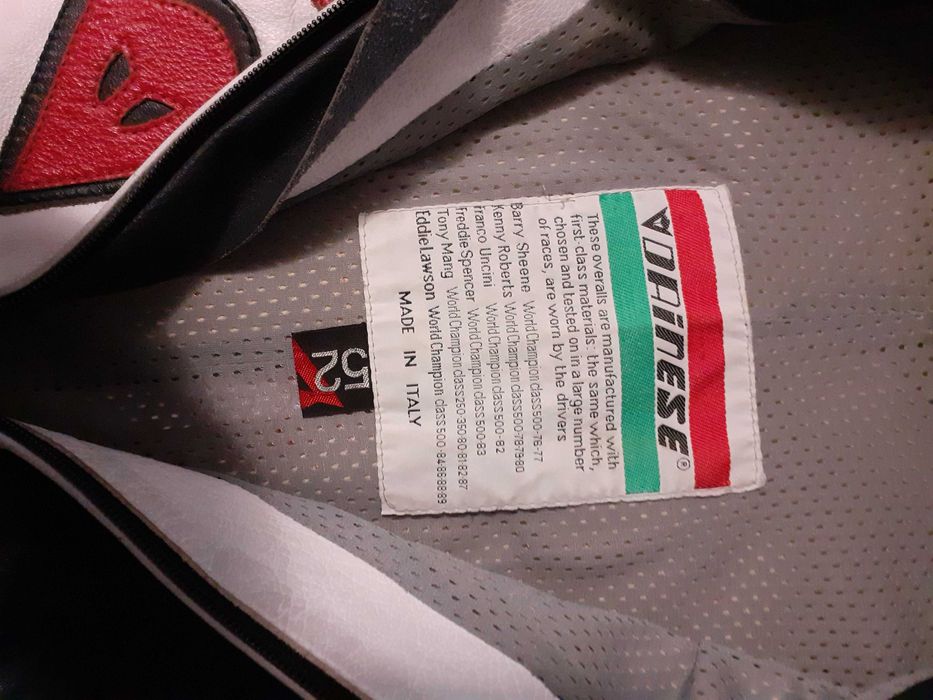 DAINESE®
These overalls are manufactured with
first-class materials: the same which,
chosen and tested on in a large number
of races, are worn by the drivers
Barry Sheene World Champion class 500-76-77
Kenny Roberts World Champion class 500-78-79-80
Franco Uncini World Champion class 500-82
Freddie Spencer World Champion class 500-83
Tony Mang World Champion class 250-350-80-81-82-87
Eddie Lawson World Champion class 500-84-86-88-89
MADE IN ITALY
52